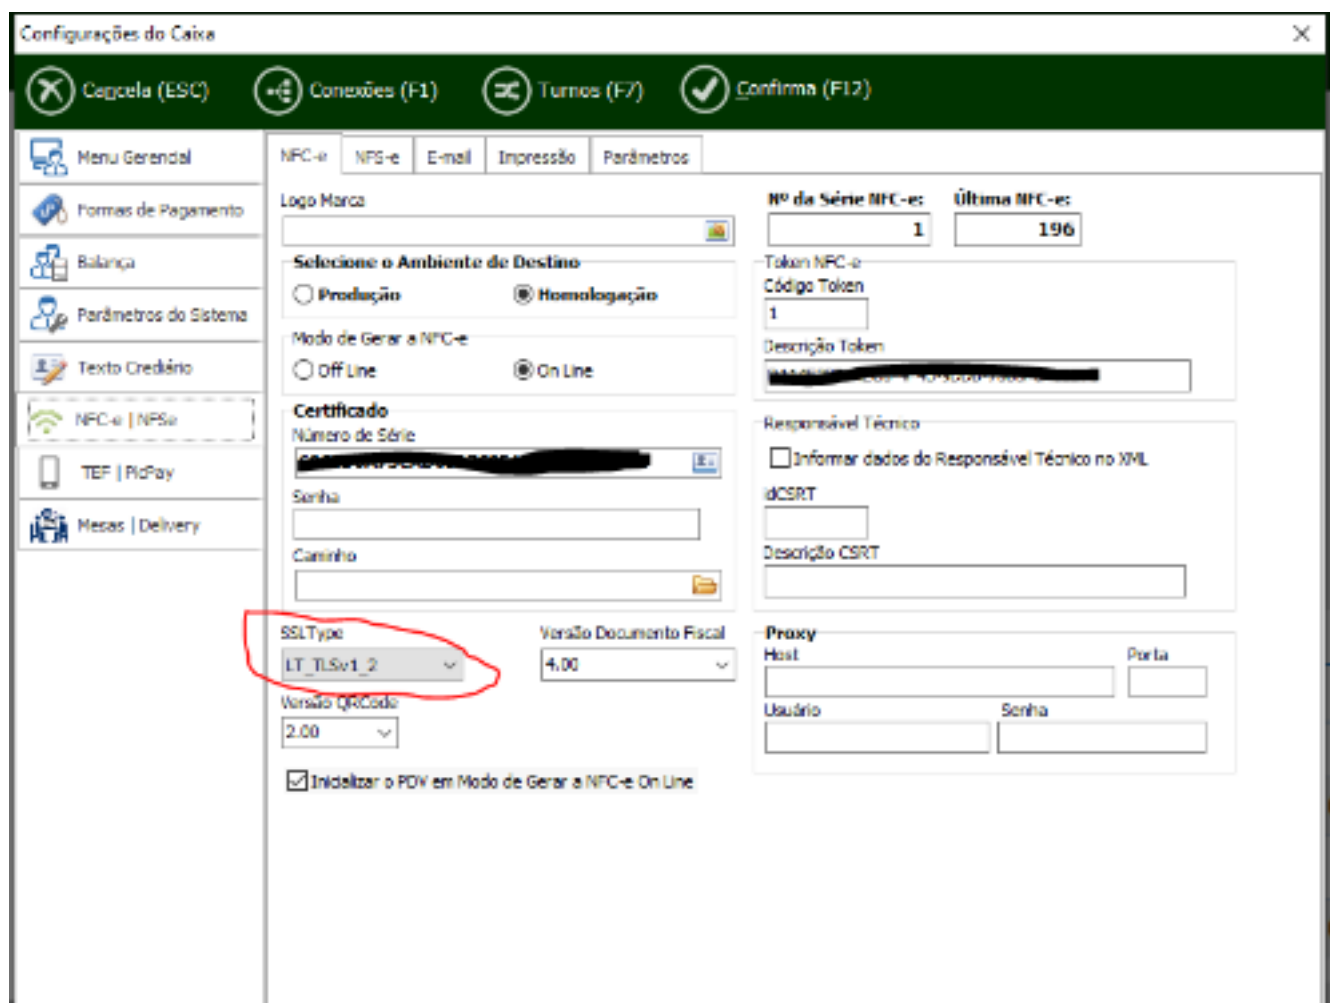 Configurações do Caixa
Cancela (ESC)
Conexões (F1)
Turnos (F7)
Confirma (F12)
Menu Gerencial
Formas de Pagamento
Balança
Parâmetros do Sistema
Texto Crediário
NFC-e | NFSe
TEF | PicPay
Mesas | Delivery
NFC-e
NFS-e
E-mail
Impressão
Parâmetros
Logo Marca
Selecione o Ambiente de Destino
Produção
Homologação
Modo de Gerar a NFC-e
Off Line
On Line
Certificado
Número de Série
Senha
Caminho
SSLType
LT_TLSv1_2
Versão Documento Fiscal
4.00
Versão QRCode
2.00
Inicializar o PDV em Modo de Gerar a NFC-e On Line
Nº da Série NFC-e:
1
Última NFC-e:
196
Token NFC-e
Código Token
1
Descrição Token
Responsável Técnico
Informar dados do Responsável Técnico no XML
idCSRT
Descrição CSRT
Proxy
Host
Porta
Usuário
Senha